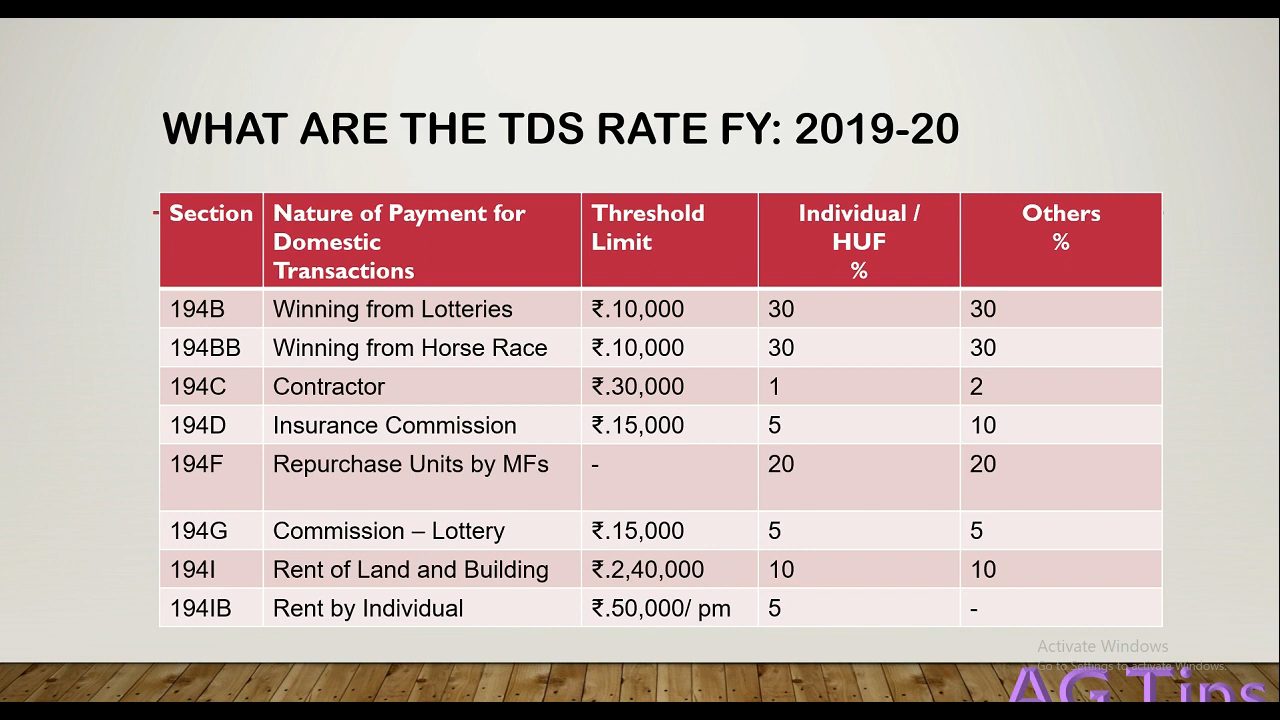 WHAT ARE THE TDS RATE FY: 2019-20
Section Nature of Payment for Domestic Transactions Threshold Limit Individual / HUF % Others %
194B Winning from Lotteries ₹.10,000 30 30
194BB Winning from Horse Race ₹.10,000 30 30
194C Contractor ₹.30,000 1 2
194D Insurance Commission ₹.15,000 5 10
194F Repurchase Units by MFs - 20 20
194G Commission – Lottery ₹.15,000 5 5
194I Rent of Land and Building ₹.2,40,000 10 10
194IB Rent by Individual ₹.50,000/ pm 5 -
Activate Windows
Go to Settings to activate Windows.
AG Tips